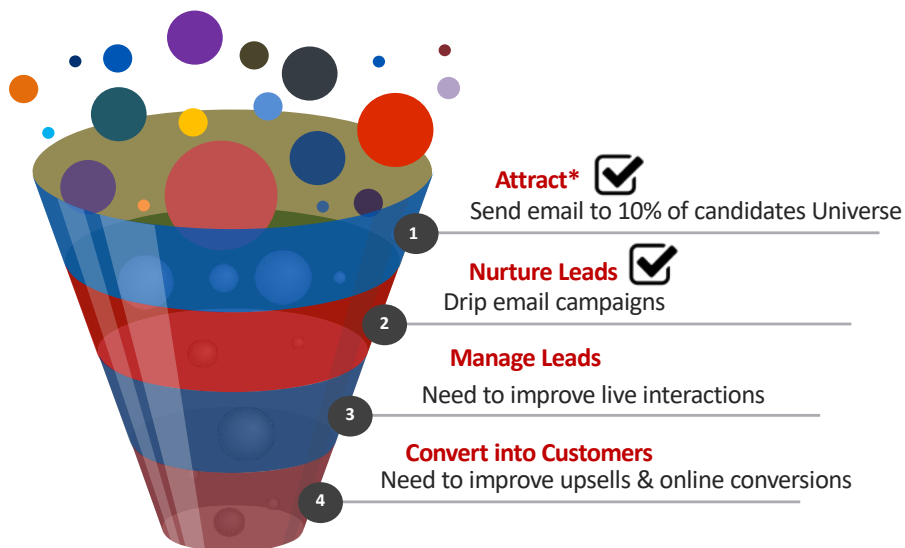 Attract*
Send email to 10% of candidates Universe
1
Nurture Leads
Drip email campaigns
2
Manage Leads
Need to improve live interactions
3
Convert into Customers
Need to improve upsells & online conversions
4